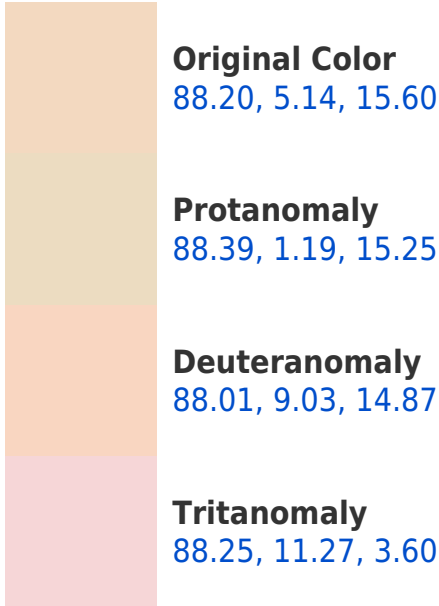 Original Color
88.20, 5.14, 15.60
Protanomaly
88.39, 1.19, 15.25
Deuteranomaly
88.01, 9.03, 14.87
Tritanomaly
88.25, 11.27, 3.60